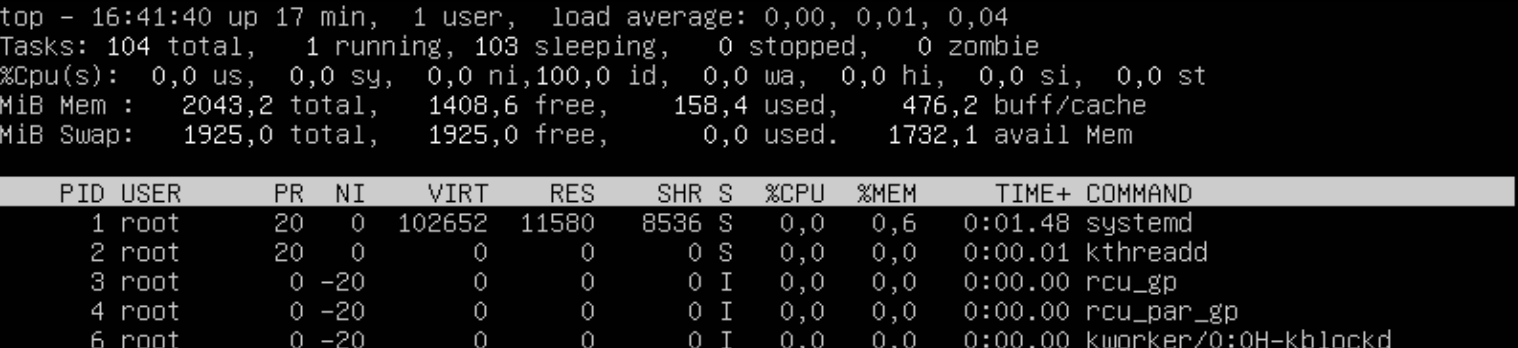 top - 16:41:40 up 17 min,  1 user,  load average: 0,00, 0,01, 0,04
Tasks: 104 total,   1 running, 103 sleeping,   0 stopped,   0 zombie
%Cpu(s):  0,0 us,  0,0 sy,  0,0 ni,100,0 id,  0,0 wa,  0,0 hi,  0,0 si,  0,0 st
MiB Mem :   2043,2 total,   1408,6 free,    158,4 used,    476,2 buff/cache
MiB Swap:   1925,0 total,   1925,0 free,      0,0 used.   1732,1 avail Mem
    PID USER      PR  NI    VIRT    RES    SHR S  %CPU  %MEM     TIME+ COMMAND
      1 root      20   0  102652  11580   8536 S   0,0   0,6   0:01.48 systemd
      2 root      20   0       0      0      0 S   0,0   0,0   0:00.01 kthreadd
      3 root       0 -20       0      0      0 I   0,0   0,0   0:00.00 rcu_gp
      4 root       0 -20       0      0      0 I   0,0   0,0   0:00.00 rcu_par_gp
      6 root       0 -20       0      0      0 I   0,0   0,0   0:00.00 kworker/0:0H-kblockd